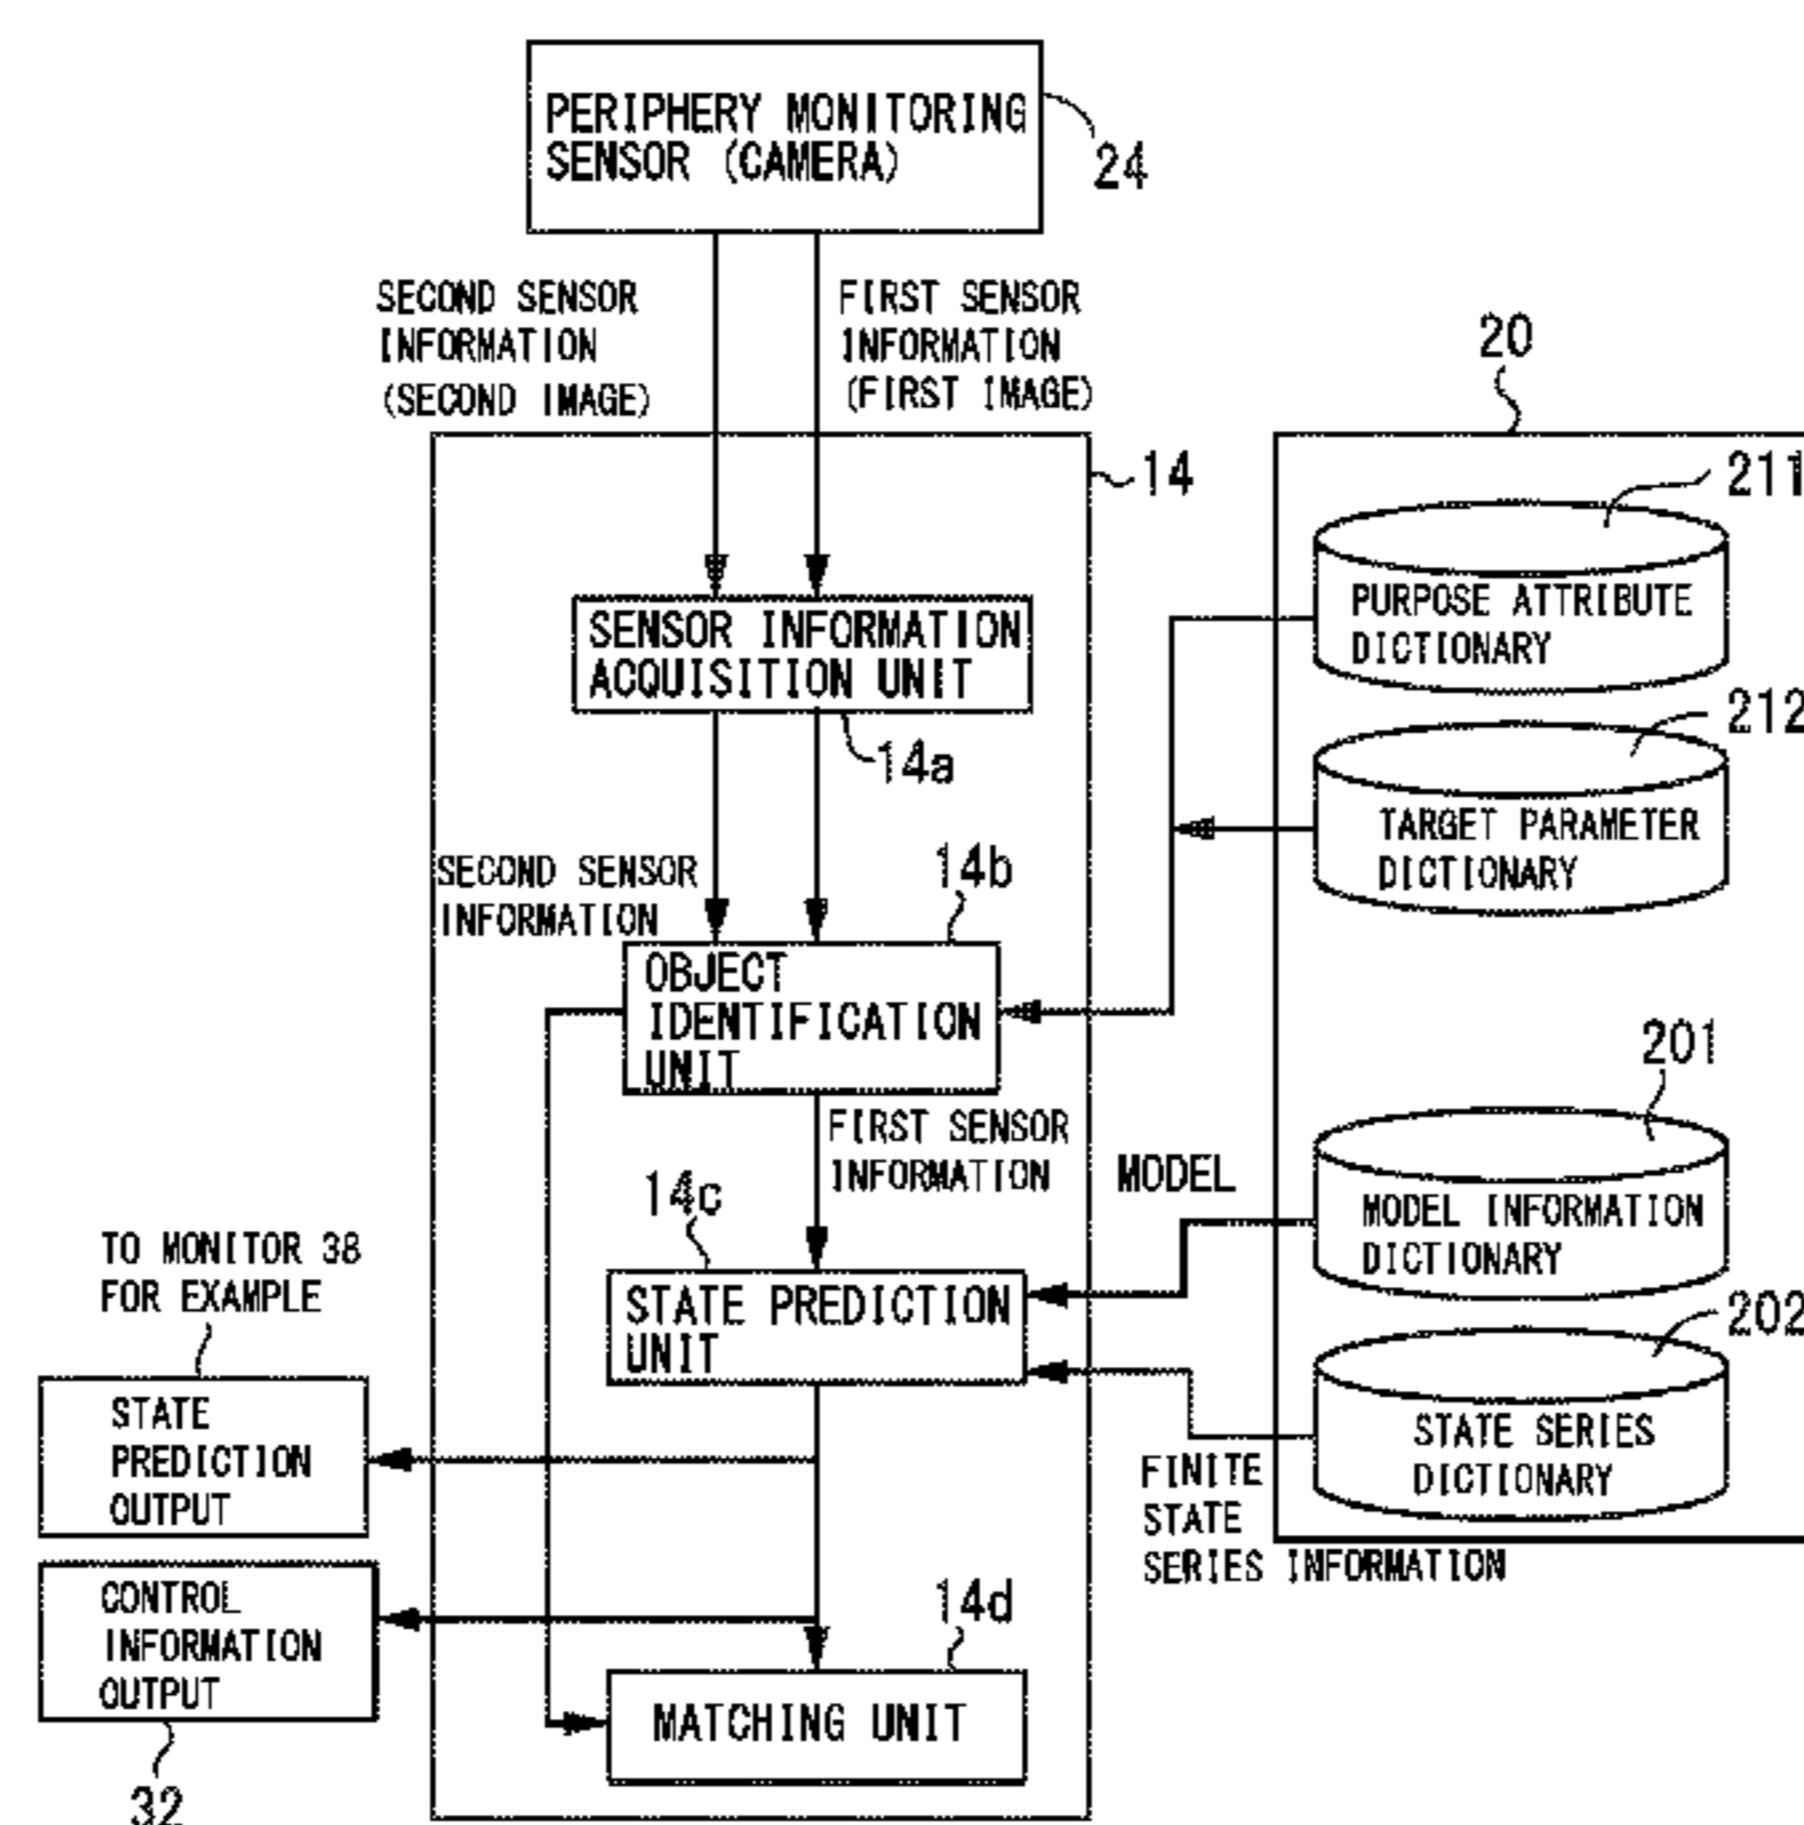 PERIPHERY MONITORING
SENSOR (CAMERA)
24
SECOND SENSOR
INFORMATION
(SECOND IMAGE)
FIRST SENSOR
INFORMATION
(FIRST IMAGE)
20
14
211
PURPOSE ATTRIBUTE
DICTIONARY
SENSOR INFORMATION
ACQUISITION UNIT
14a
212
TARGET PARAMETER
DICTIONARY
SECOND SENSOR
INFORMATION
14b
OBJECT
IDENTIFICATION
UNIT
201
FIRST SENSOR
INFORMATION
MODEL
MODEL INFORMATION
DICTIONARY
14c
TO MONITOR 38
FOR EXAMPLE
STATE PREDICTION
UNIT
202
STATE SERIES
DICTIONARY
STATE
PREDICTION
OUTPUT
FINITE
STATE
SERIES INFORMATION
CONTROL
INFORMATION
OUTPUT
14d
MATCHING UNIT
32